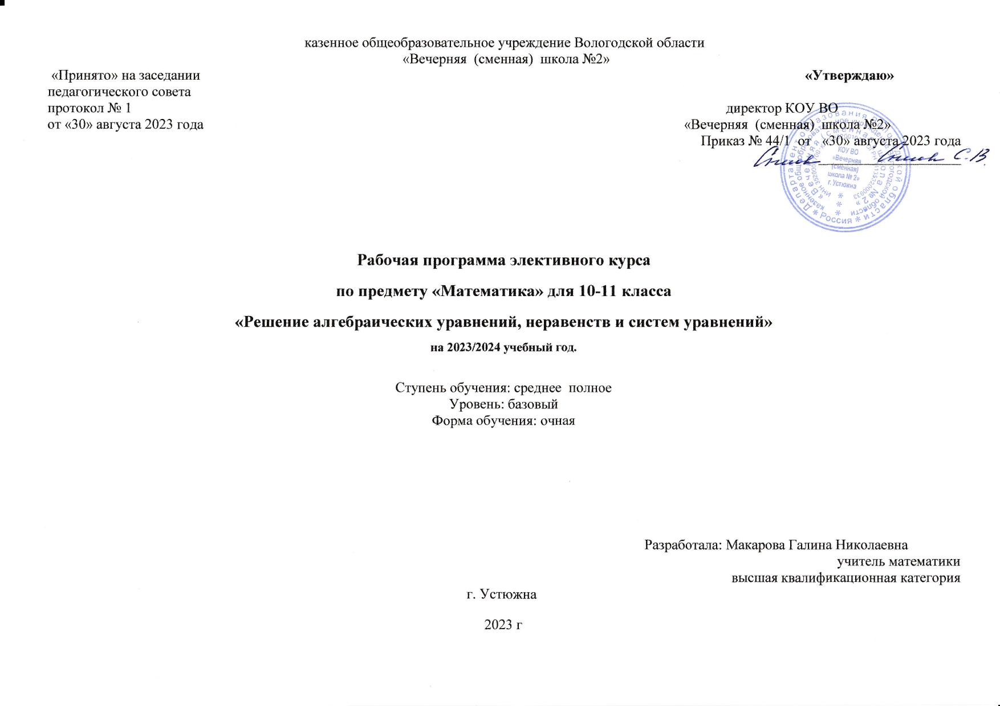 казенное общеобразовательное учреждение Вологодской области
«Вечерняя (сменная) школа №2»
«Принято» на заседании
«Утверждаю»
педагогического совета
протокол № 1
директор КОУ ВО
от «30» августа 2023 года
«Вечерняя (сменная) школа №2»
Приказ № 44/1 от «30» августа 2023 года
С.В.
КОУ ВО
«Вечерняя
(сменная)
школа № 2»
г. Устюжна
Департамент образования Вологодской области * Россия *
Рабочая программа элективного курса
по предмету «Математика» для 10-11 класса
«Решение алгебраических уравнений, неравенств и систем уравнений»
на 2023/2024 учебный год.
Ступень обучения: среднее полное
Уровень: базовый
Форма обучения: очная
Разработала: Макарова Галина Николаевна
учитель математики
высшая квалификационная категория
г. Устюжна
2023 г